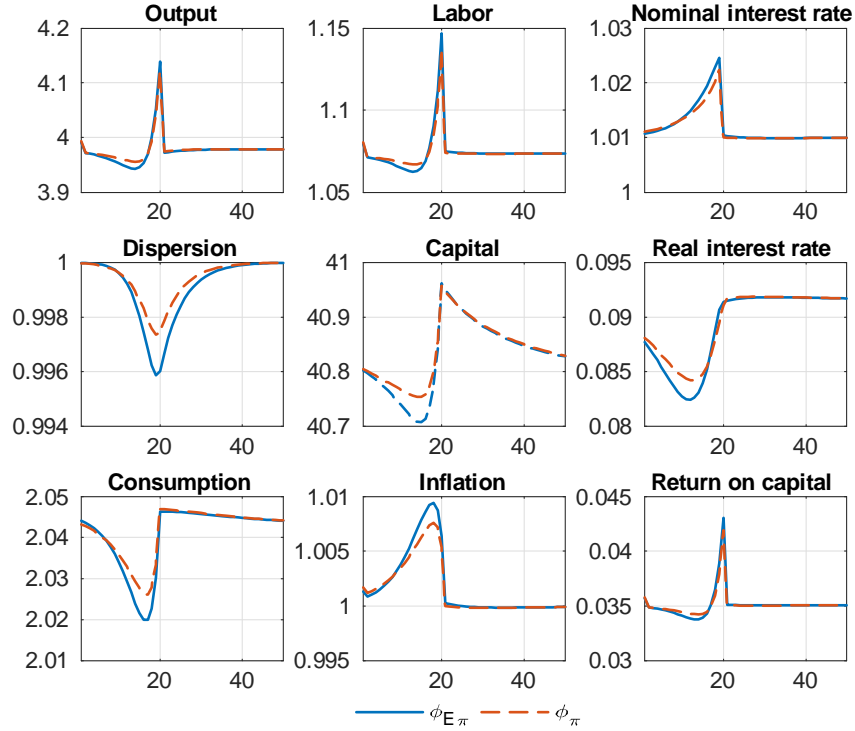 Output Labor Nominal interest rate
4.2 1.15 1.03
4.1 1.02
1.1
4 1.01
3.9 1.05 1
20 40 20 40 20 40
Dispersion Capital Real interest rate
1 41 0.095
0.998 40.9 0.09
0.996 40.8 0.085
0.994 40.7 0.08
20 40 20 40 20 40
Consumption Inflation Return on capital
2.05 1.01 0.045
2.04
1.005 0.04
2.03
1 0.035
2.02
2.01 0.995 0.03
20 40 20 40 20 40
ϕE π ϕπ